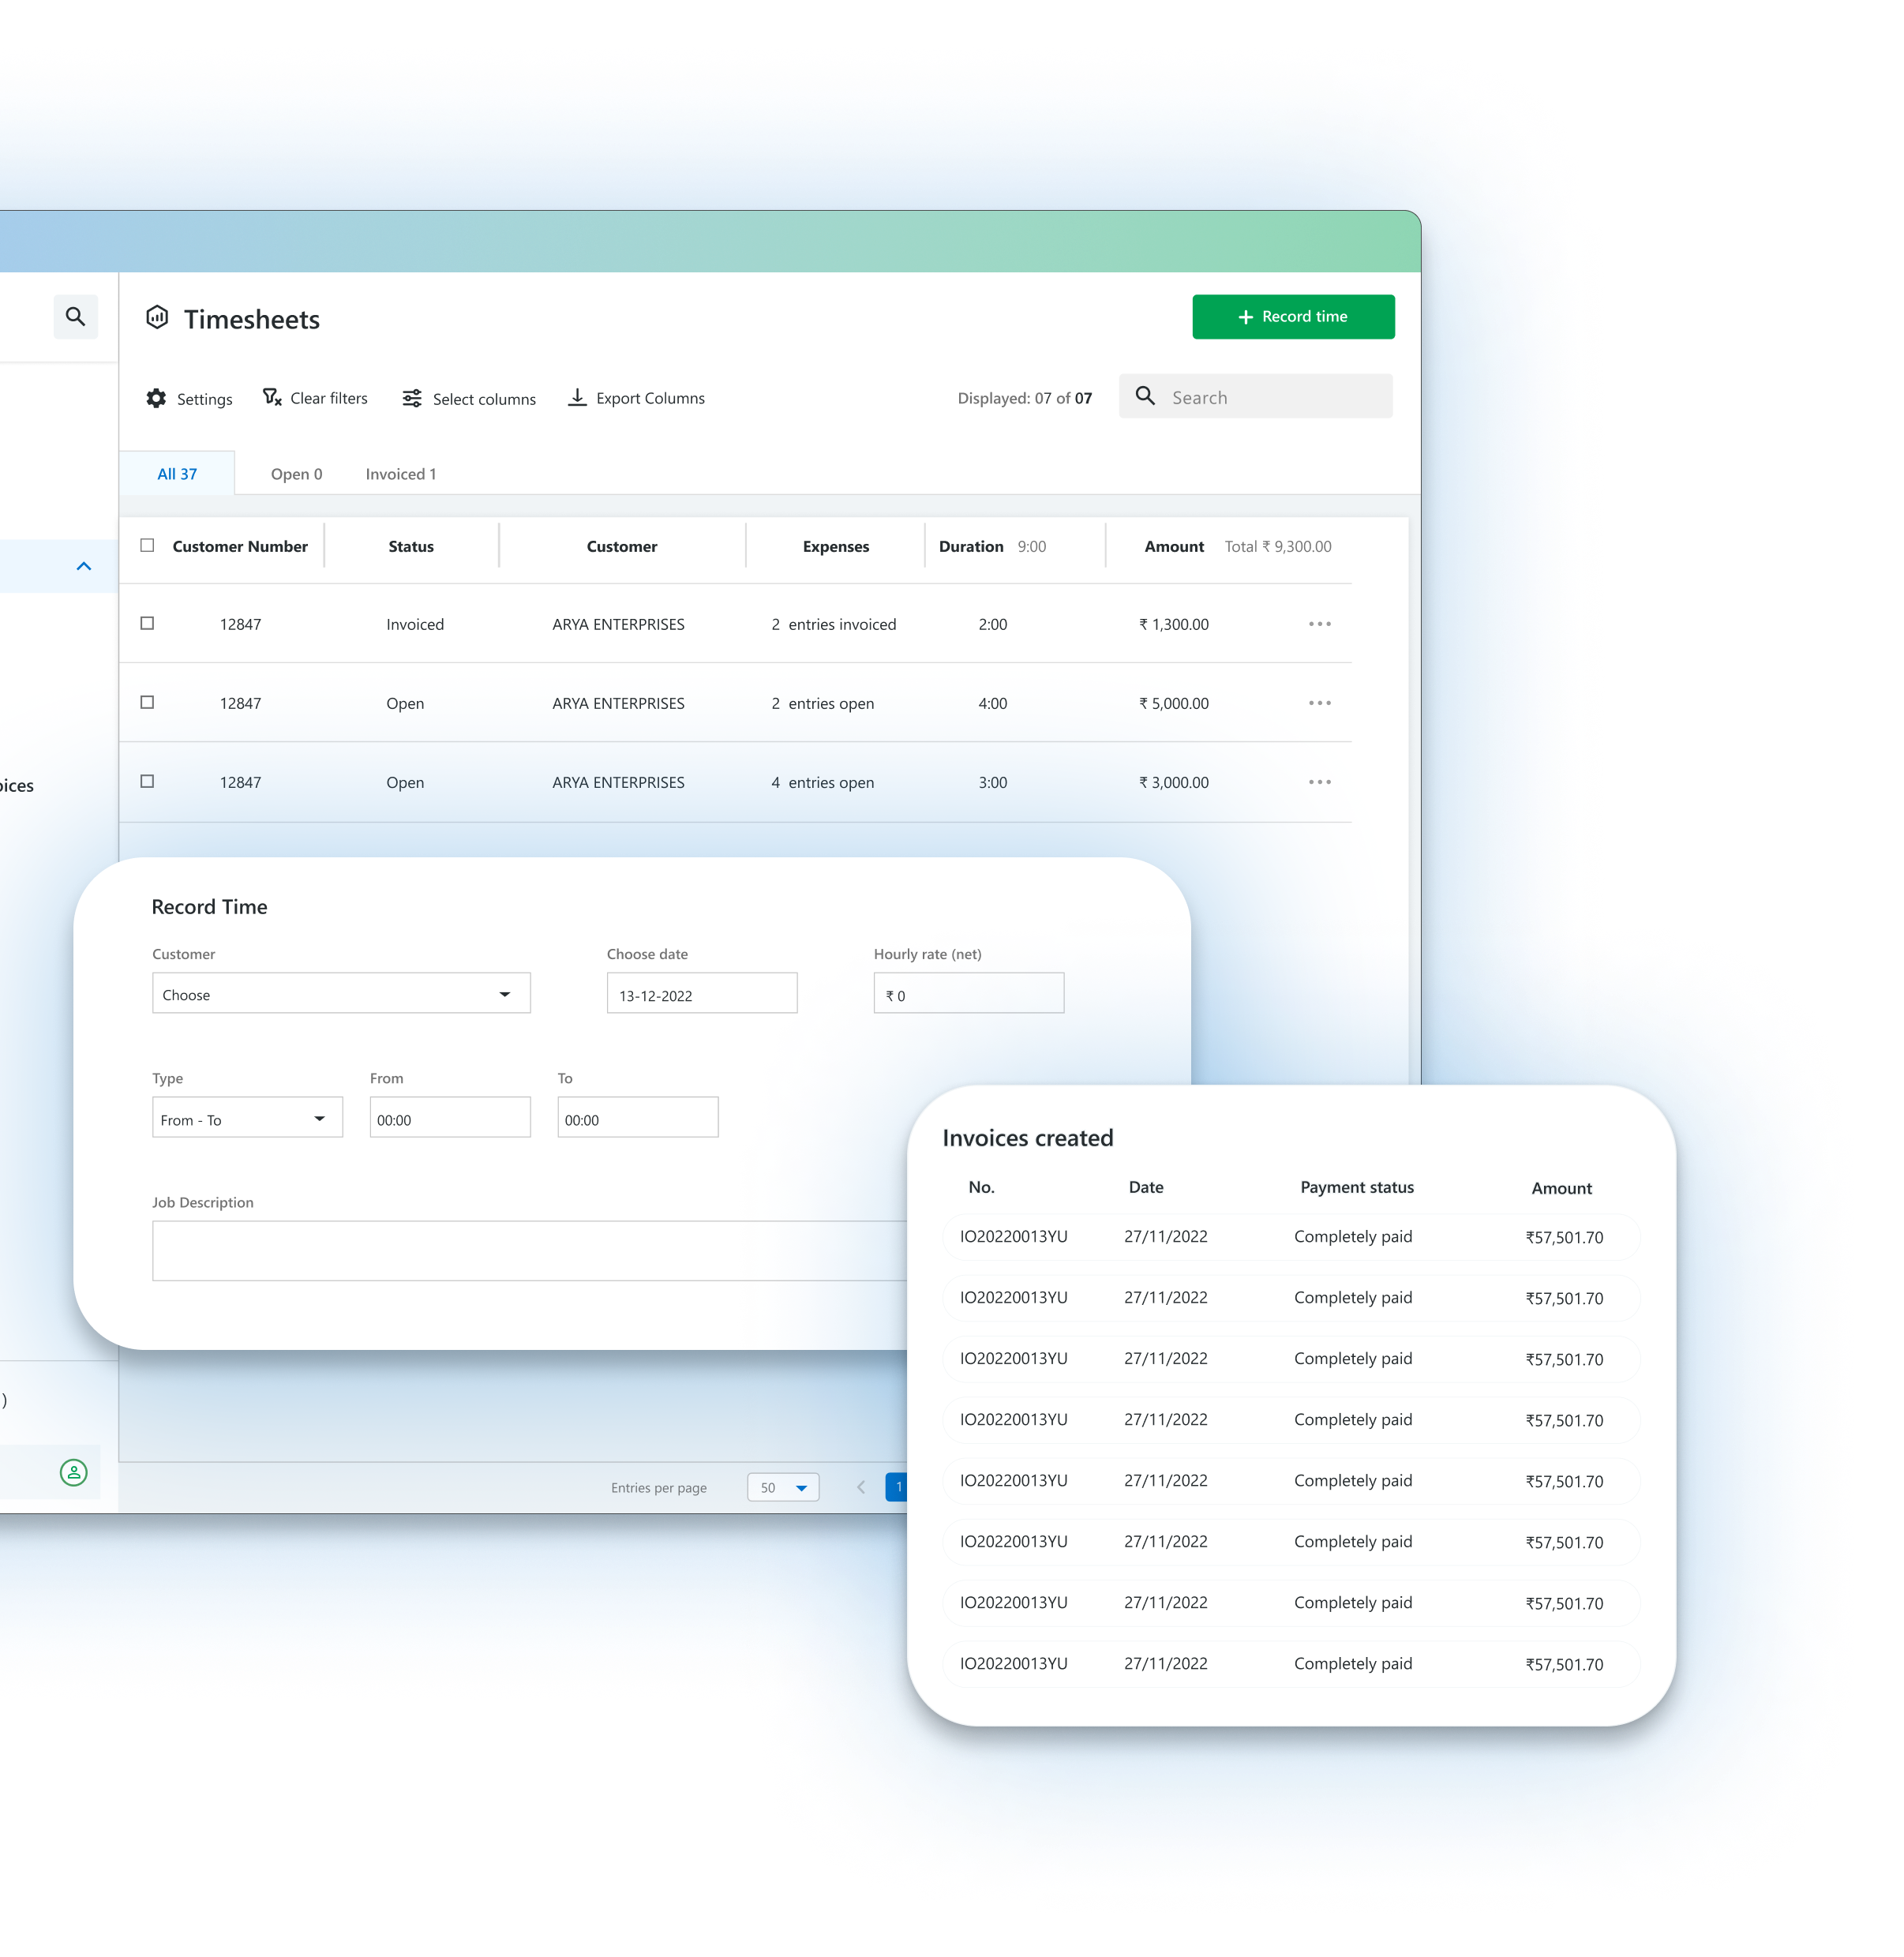 Timesheets
+ Record time
Settings Clear filters Select columns Export Columns Displayed: 07 of 07 Search
All 37 Open 0 Invoiced 1
Customer Number Status Customer Expenses Duration 9:00 Amount Total ₹ 9,300.00
12847 Invoiced ARYA ENTERPRISES 2 entries invoiced 2:00 ₹ 1,300.00
12847 Open ARYA ENTERPRISES 2 entries open 4:00 ₹ 5,000.00
12847 Open ARYA ENTERPRISES 4 entries open 3:00 ₹ 3,000.00
Record Time
Customer Choose date Hourly rate (net)
Choose 13-12-2022 ₹ 0
Type From To
From - To 00:00 00:00
Job Description
Entries per page 50 1
Invoices created
No. Date Payment status Amount
IO20220013YU 27/11/2022 Completely paid ₹57,501.70
IO20220013YU 27/11/2022 Completely paid ₹57,501.70
IO20220013YU 27/11/2022 Completely paid ₹57,501.70
IO20220013YU 27/11/2022 Completely paid ₹57,501.70
IO20220013YU 27/11/2022 Completely paid ₹57,501.70
IO20220013YU 27/11/2022 Completely paid ₹57,501.70
IO20220013YU 27/11/2022 Completely paid ₹57,501.70
IO20220013YU 27/11/2022 Completely paid ₹57,501.70